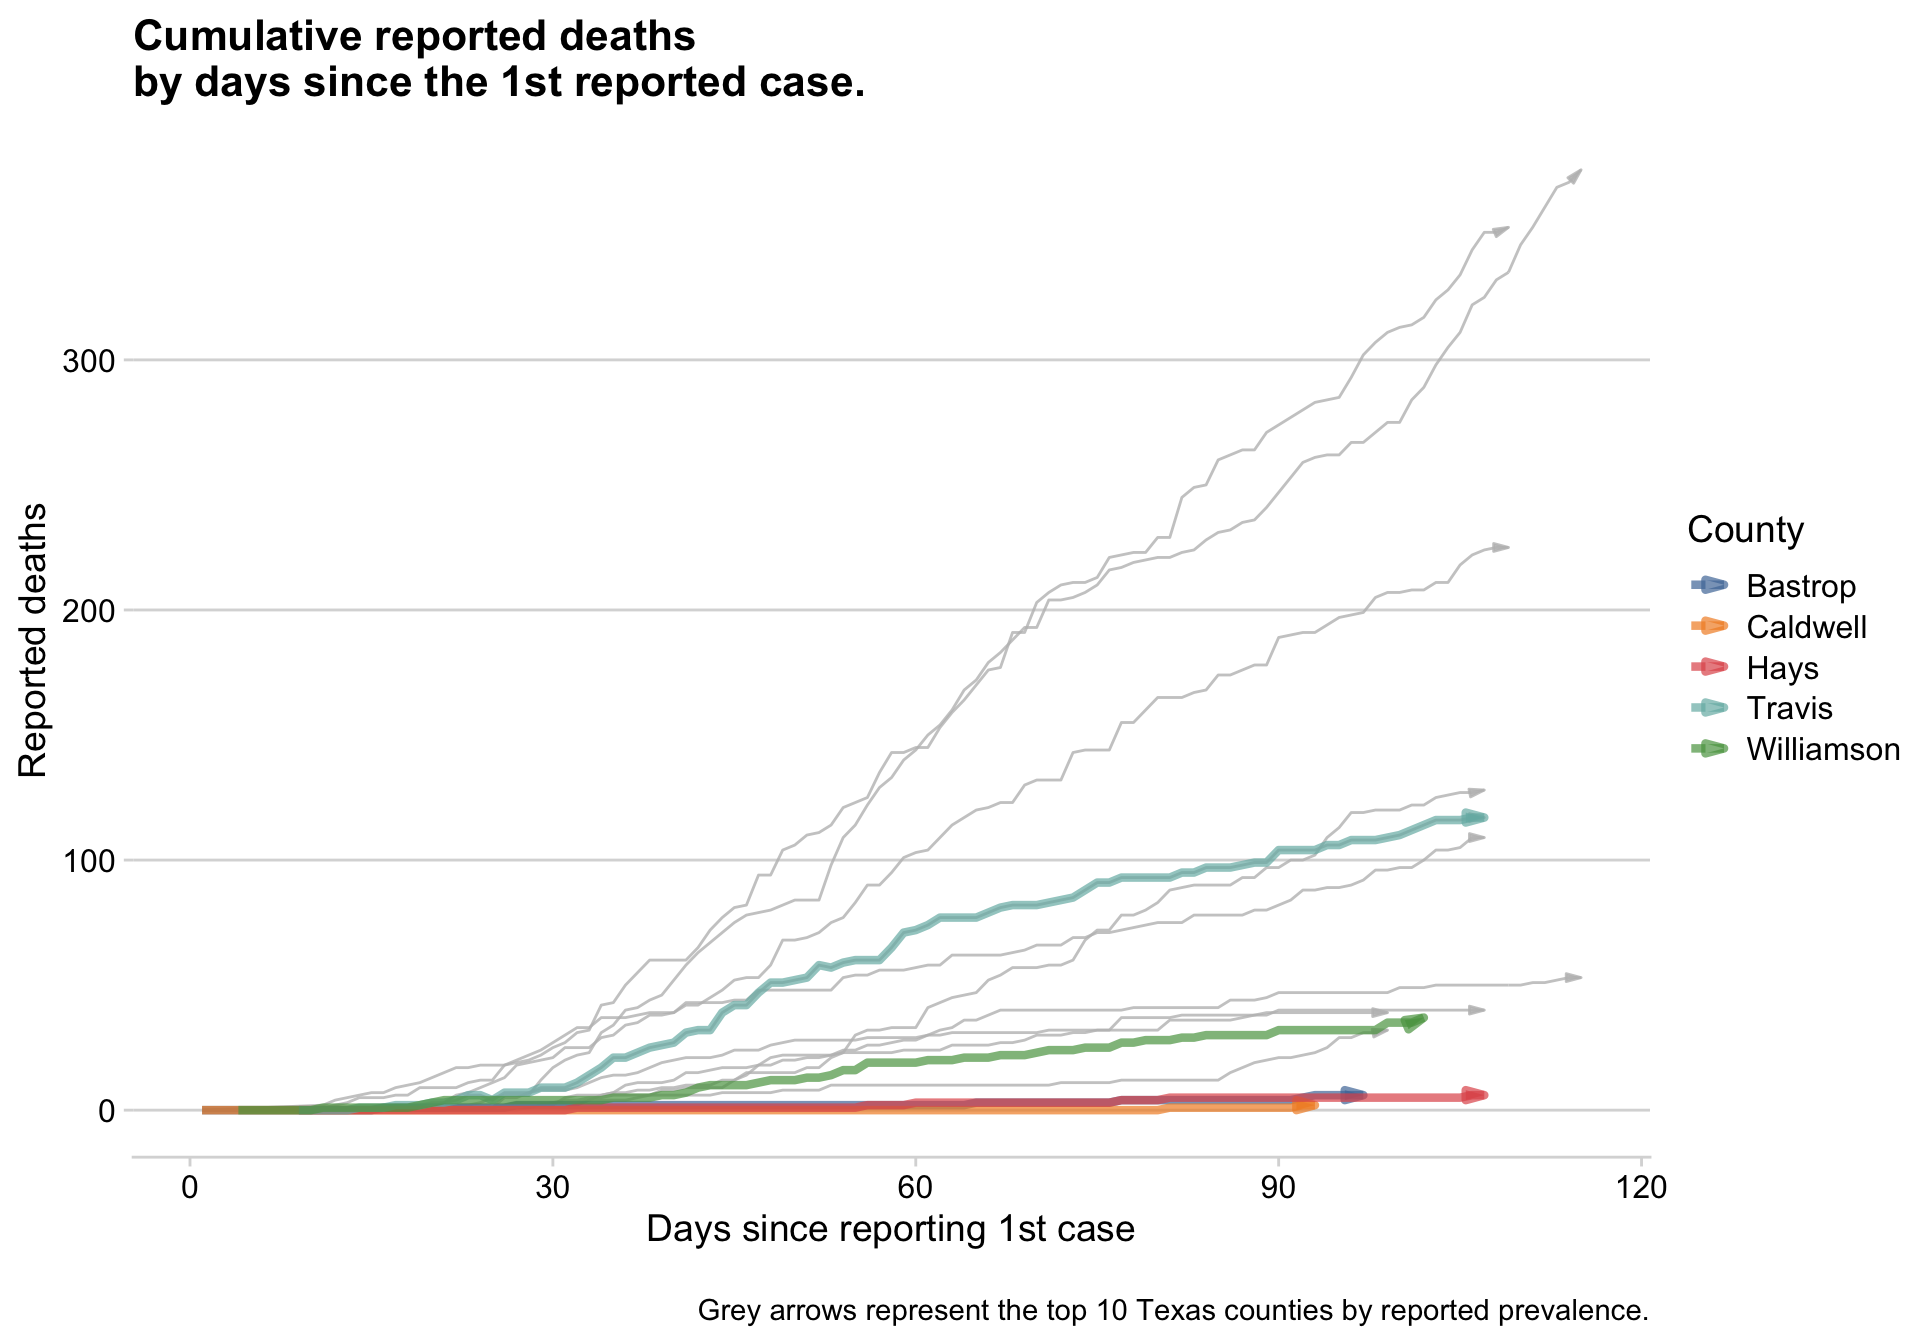 Cumulative reported deaths
by days since the 1st reported case.
300
200
100
0
Reported deaths
0 30 60 90 120
Days since reporting 1st case
County
Bastrop
Caldwell
Hays
Travis
Williamson
Grey arrows represent the top 10 Texas counties by reported prevalence.